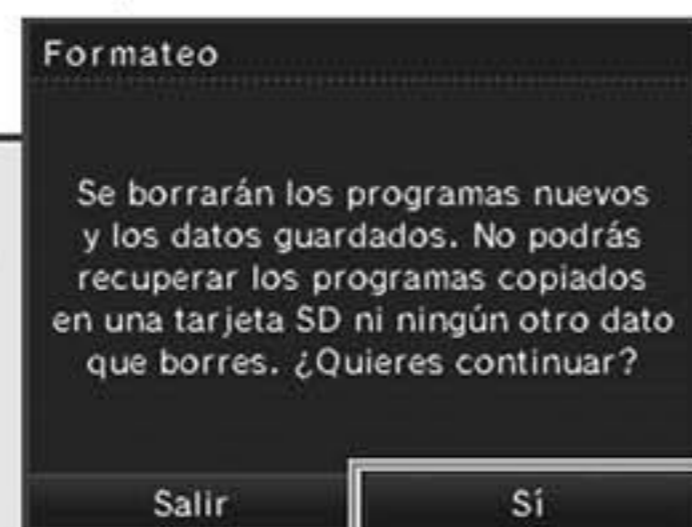 Formateo
Se borrarán los programas nuevos
y los datos guardados. No podrás
recuperar los programas copiados
en una tarjeta SD ni ningún otro dato
que borres. ¿Quieres continuar?
Salir Sí